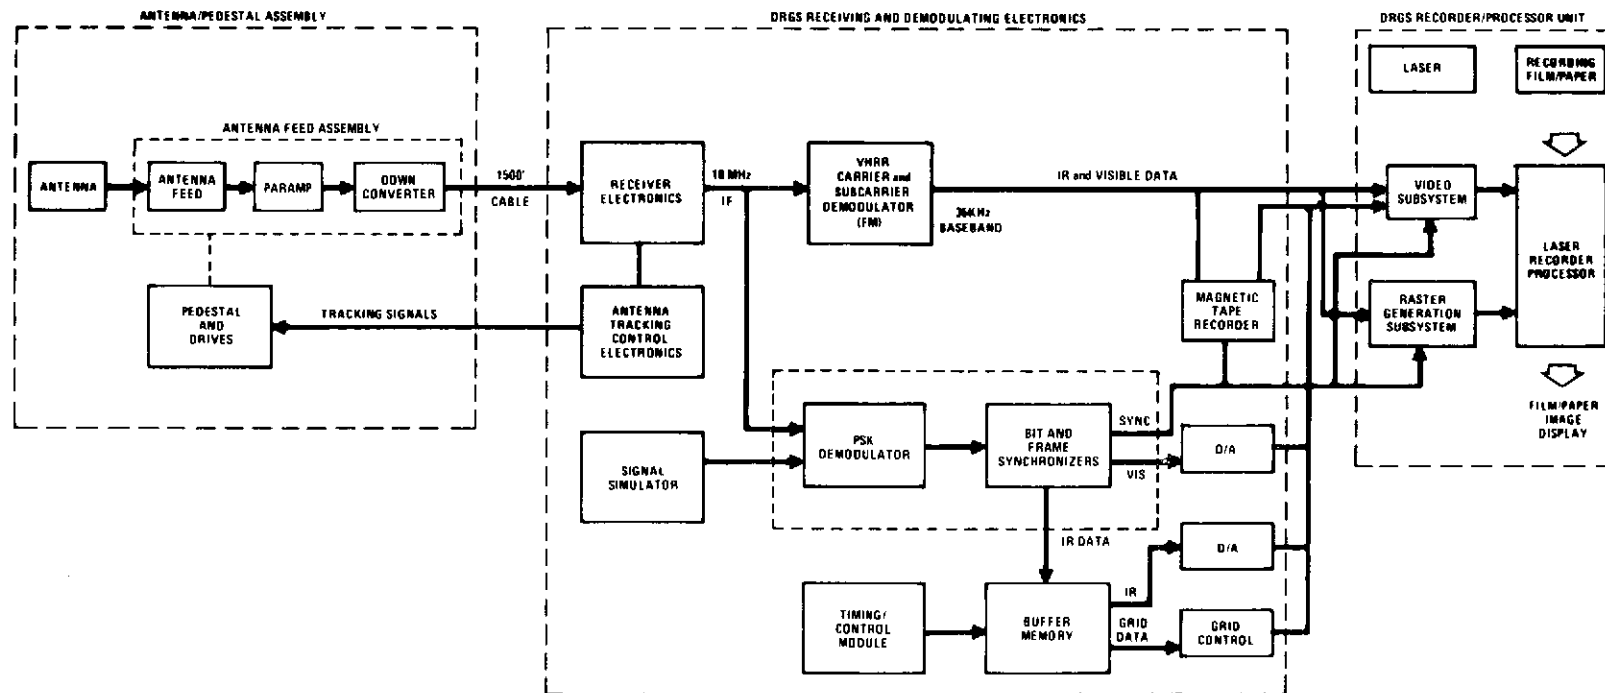 ANTENNA/PEDESTAL ASSEMBLY
DRGS RECEIVING AND DEMODULATING ELECTRONICS
DRGS RECORDER/PROCESSOR UNIT
LASER
RECORDING
FILM/PAPER
ANTENNA FEED ASSEMBLY
ANTENNA
ANTENNA
FEED
PARAMP
DOWN
CONVERTER
1500'
CABLE
RECEIVER
ELECTRONICS
10 MHz
IF
VHRR
CARRIER and
SUBCARRIER
DEMODULATOR
(FM)
IR and VISIBLE DATA
35KHz
BASEBAND
VIDEO
SUBSYSTEM
LASER
RECORDER
PROCESSOR
PEDESTAL
AND
DRIVES
TRACKING SIGNALS
ANTENNA
TRACKING
CONTROL
ELECTRONICS
MAGNETIC
TAPE
RECORDER
RASTER
GENERATION
SUBSYSTEM
FILM/PAPER
IMAGE
DISPLAY
SIGNAL
SIMULATOR
PSK
DEMODULATOR
BIT AND
FRAME
SYNCHRONIZERS
SYNC
VIS
D/A
IR DATA
D/A
TIMING/
CONTROL
MODULE
BUFFER
MEMORY
IR
GRID
DATA
GRID
CONTROL